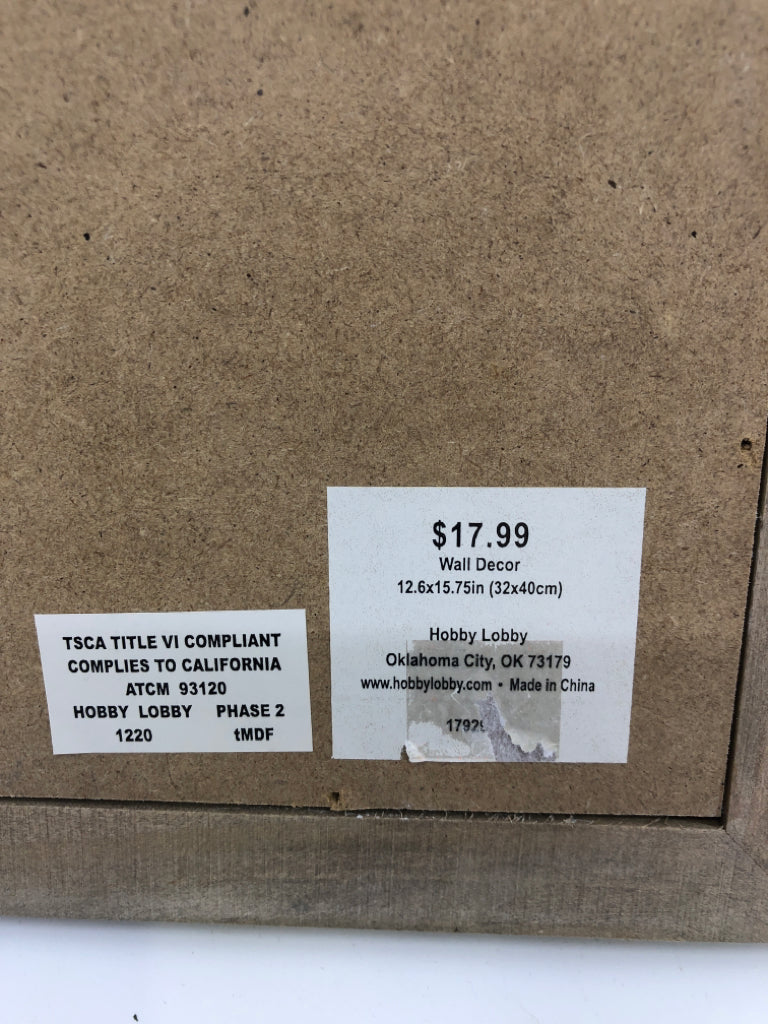 $17.99
Wall Decor
12.6x15.75in (32x40cm)
Hobby Lobby
Oklahoma City, OK 73179
www.hobbylobby.com • Made in China
TSCA TITLE VI COMPLIANT
COMPLIES TO CALIFORNIA
ATCM 93120
HOBBY LOBBY PHASE 2
1220 tMDF